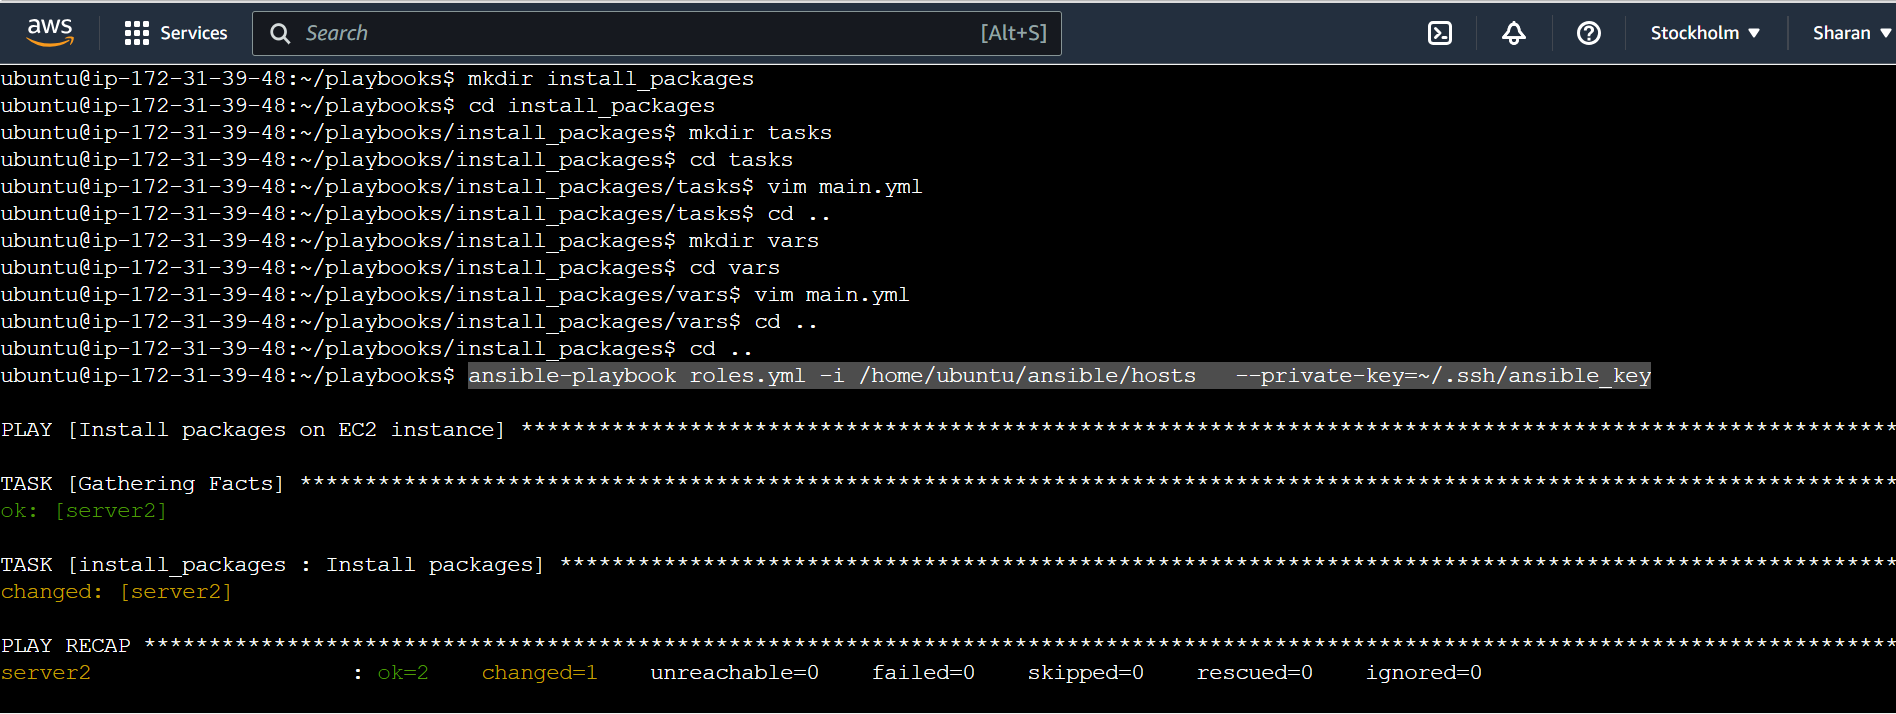 aws Services Search [Alt+S] Stockholm ▼ Sharan ▼
ubuntu@ip-172-31-39-48:~/playbooks$ mkdir install_packages
ubuntu@ip-172-31-39-48:~/playbooks$ cd install_packages
ubuntu@ip-172-31-39-48:~/playbooks/install_packages$ mkdir tasks
ubuntu@ip-172-31-39-48:~/playbooks/install_packages$ cd tasks
ubuntu@ip-172-31-39-48:~/playbooks/install_packages/tasks$ vim main.yml
ubuntu@ip-172-31-39-48:~/playbooks/install_packages/tasks$ cd ..
ubuntu@ip-172-31-39-48:~/playbooks/install_packages$ mkdir vars
ubuntu@ip-172-31-39-48:~/playbooks/install_packages$ cd vars
ubuntu@ip-172-31-39-48:~/playbooks/install_packages/vars$ vim main.yml
ubuntu@ip-172-31-39-48:~/playbooks/install_packages/vars$ cd ..
ubuntu@ip-172-31-39-48:~/playbooks/install_packages$ cd ..
ubuntu@ip-172-31-39-48:~/playbooks$ ansible-playbook roles.yml -i /home/ubuntu/ansible/hosts   --private-key=~/.ssh/ansible_key
PLAY [Install packages on EC2 instance] **********************************************************************************************************
TASK [Gathering Facts] ***************************************************************************************************************************
ok: [server2]
TASK [install_packages : Install packages] *******************************************************************************************************
changed: [server2]
PLAY RECAP ***************************************************************************************************************************************
server2                    : ok=2    changed=1    unreachable=0    failed=0    skipped=0    rescued=0    ignored=0